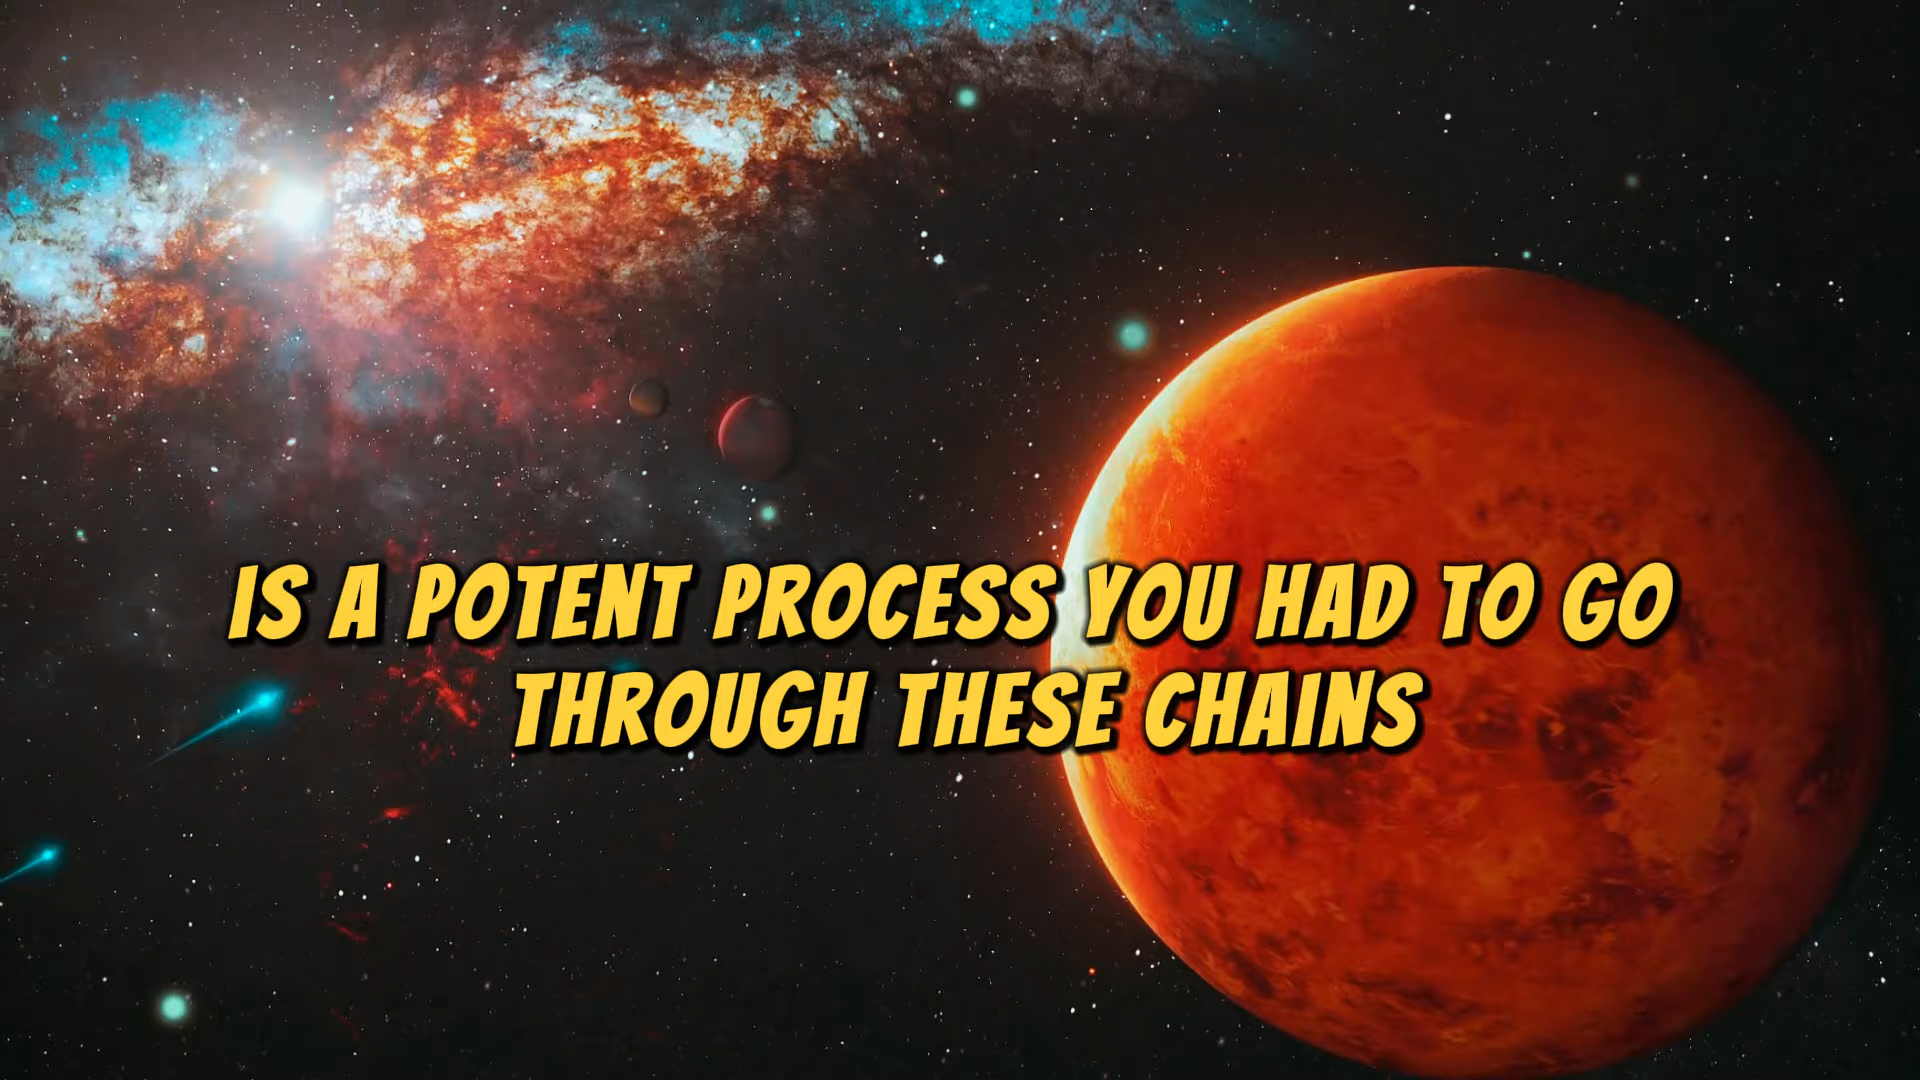 IS A POTENT PROCESS YOU HAD TO GO
THROUGH THESE CHAINS